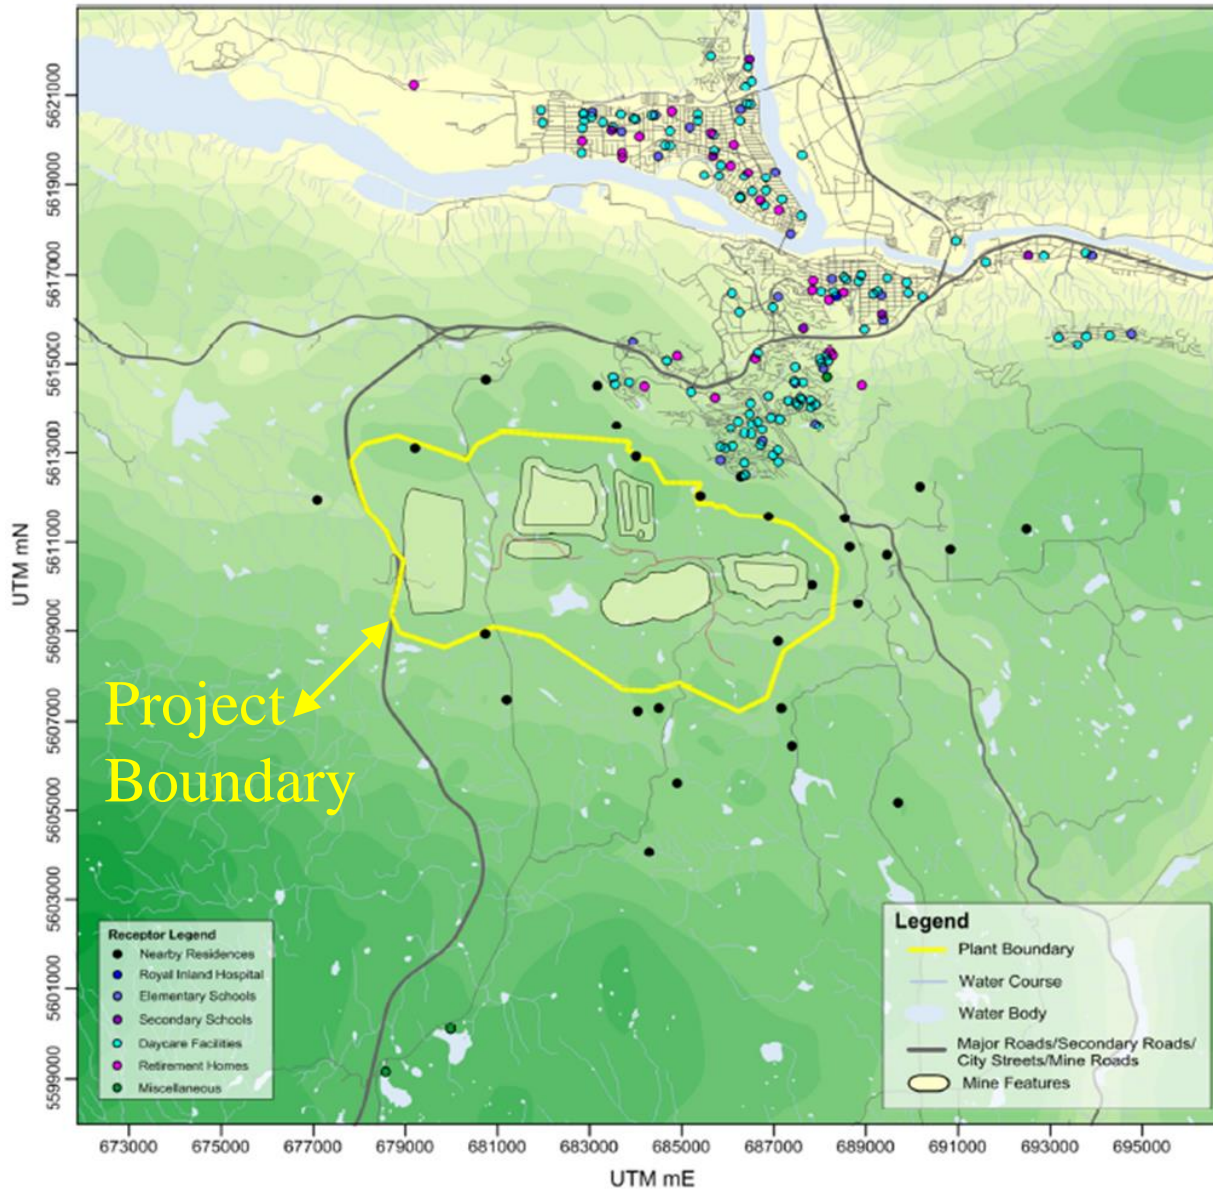 5621000
5619000
5617000
5615000
5613000
5611000
5609000
5607000
5605000
5603000
5601000
5599000
UTM mN
Project
Boundary
Receptor Legend
Nearby Residences
Royal Inland Hospital
Elementary Schools
Secondary Schools
Daycare Facilities
Retirement Homes
Miscellaneous
Legend
Plant Boundary
Water Course
Water Body
Major Roads/Secondary Roads/
City Streets/Mine Roads
Mine Features
673000 675000 677000 679000 681000 683000 685000 687000 689000 691000 693000 695000
UTM mE